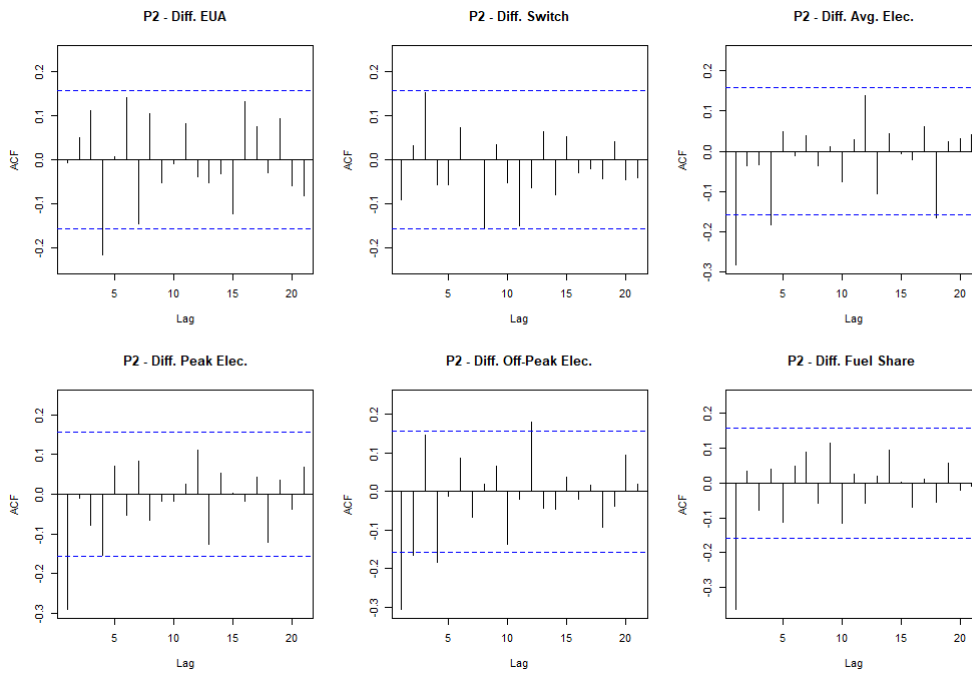 P2 - Diff. EUA
ACF
0.2
0.1
0.0
-0.1
-0.2
5 10 15 20
Lag
P2 - Diff. Switch
ACF
0.2
0.1
0.0
-0.1
-0.2
5 10 15 20
Lag
P2 - Diff. Avg. Elec.
ACF
0.2
0.1
0.0
-0.1
-0.2
-0.3
5 10 15 20
Lag
P2 - Diff. Peak Elec.
ACF
0.2
0.1
0.0
-0.1
-0.2
-0.3
5 10 15 20
Lag
P2 - Diff. Off-Peak Elec.
ACF
0.2
0.1
0.0
-0.1
-0.2
-0.3
5 10 15 20
Lag
P2 - Diff. Fuel Share
ACF
0.2
0.1
0.0
-0.1
-0.2
-0.3
5 10 15 20
Lag